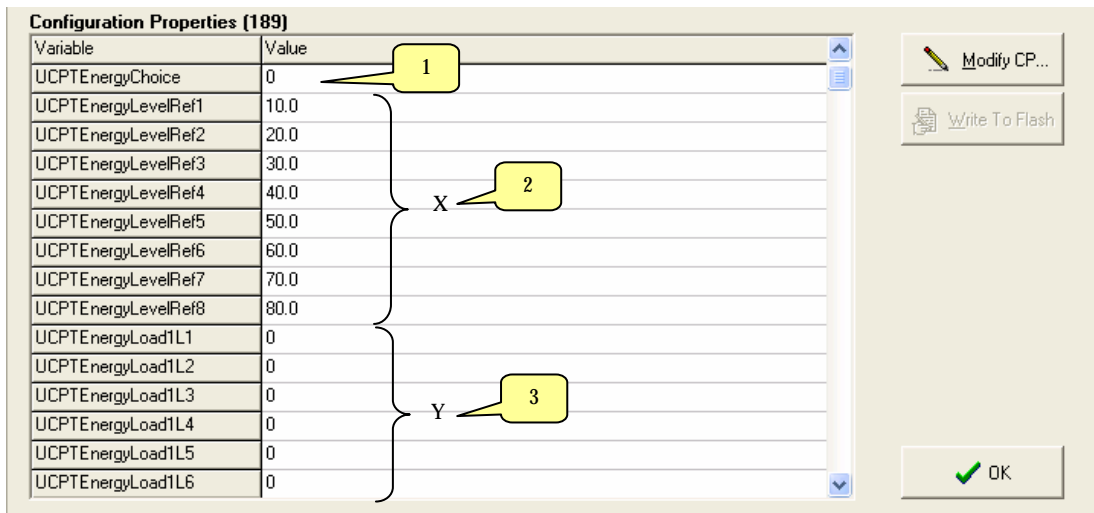 Configuration Properties (189)
Variable Value
UCPTEnergyChoice 0
1
UCPTEnergyLevelRef1 10.0
UCPTEnergyLevelRef2 20.0
UCPTEnergyLevelRef3 30.0
UCPTEnergyLevelRef4 40.0
X
2
UCPTEnergyLevelRef5 50.0
UCPTEnergyLevelRef6 60.0
UCPTEnergyLevelRef7 70.0
UCPTEnergyLevelRef8 80.0
UCPTEnergyLoad1L1 0
UCPTEnergyLoad1L2 0
UCPTEnergyLoad1L3 0
Y
3
UCPTEnergyLoad1L4 0
UCPTEnergyLoad1L5 0
UCPTEnergyLoad1L6 0
Modify CP...
Write To Flash
OK